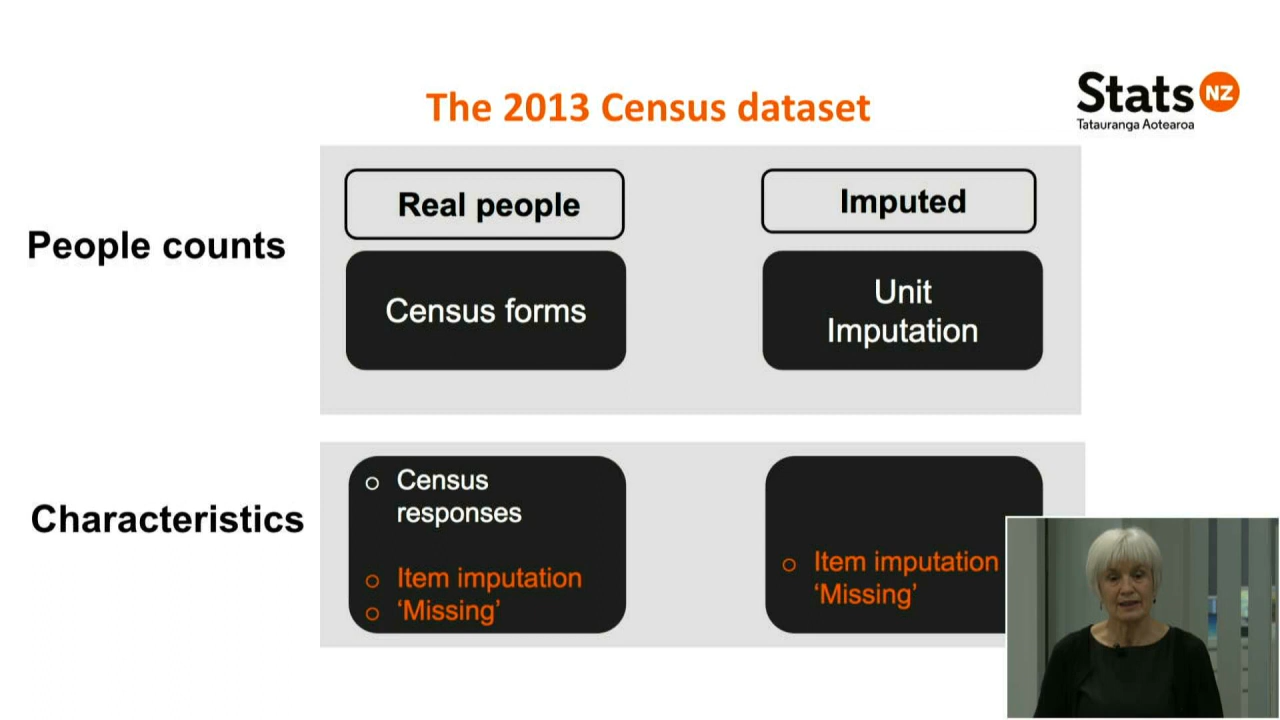 The 2013 Census dataset
Stats NZ
Tatauranga Aotearoa
People counts
Real people
Imputed
Census forms
Unit
Imputation
Characteristics
○ Census
responses
○ Item imputation
○ ‘Missing’
○ Item imputation
‘Missing’